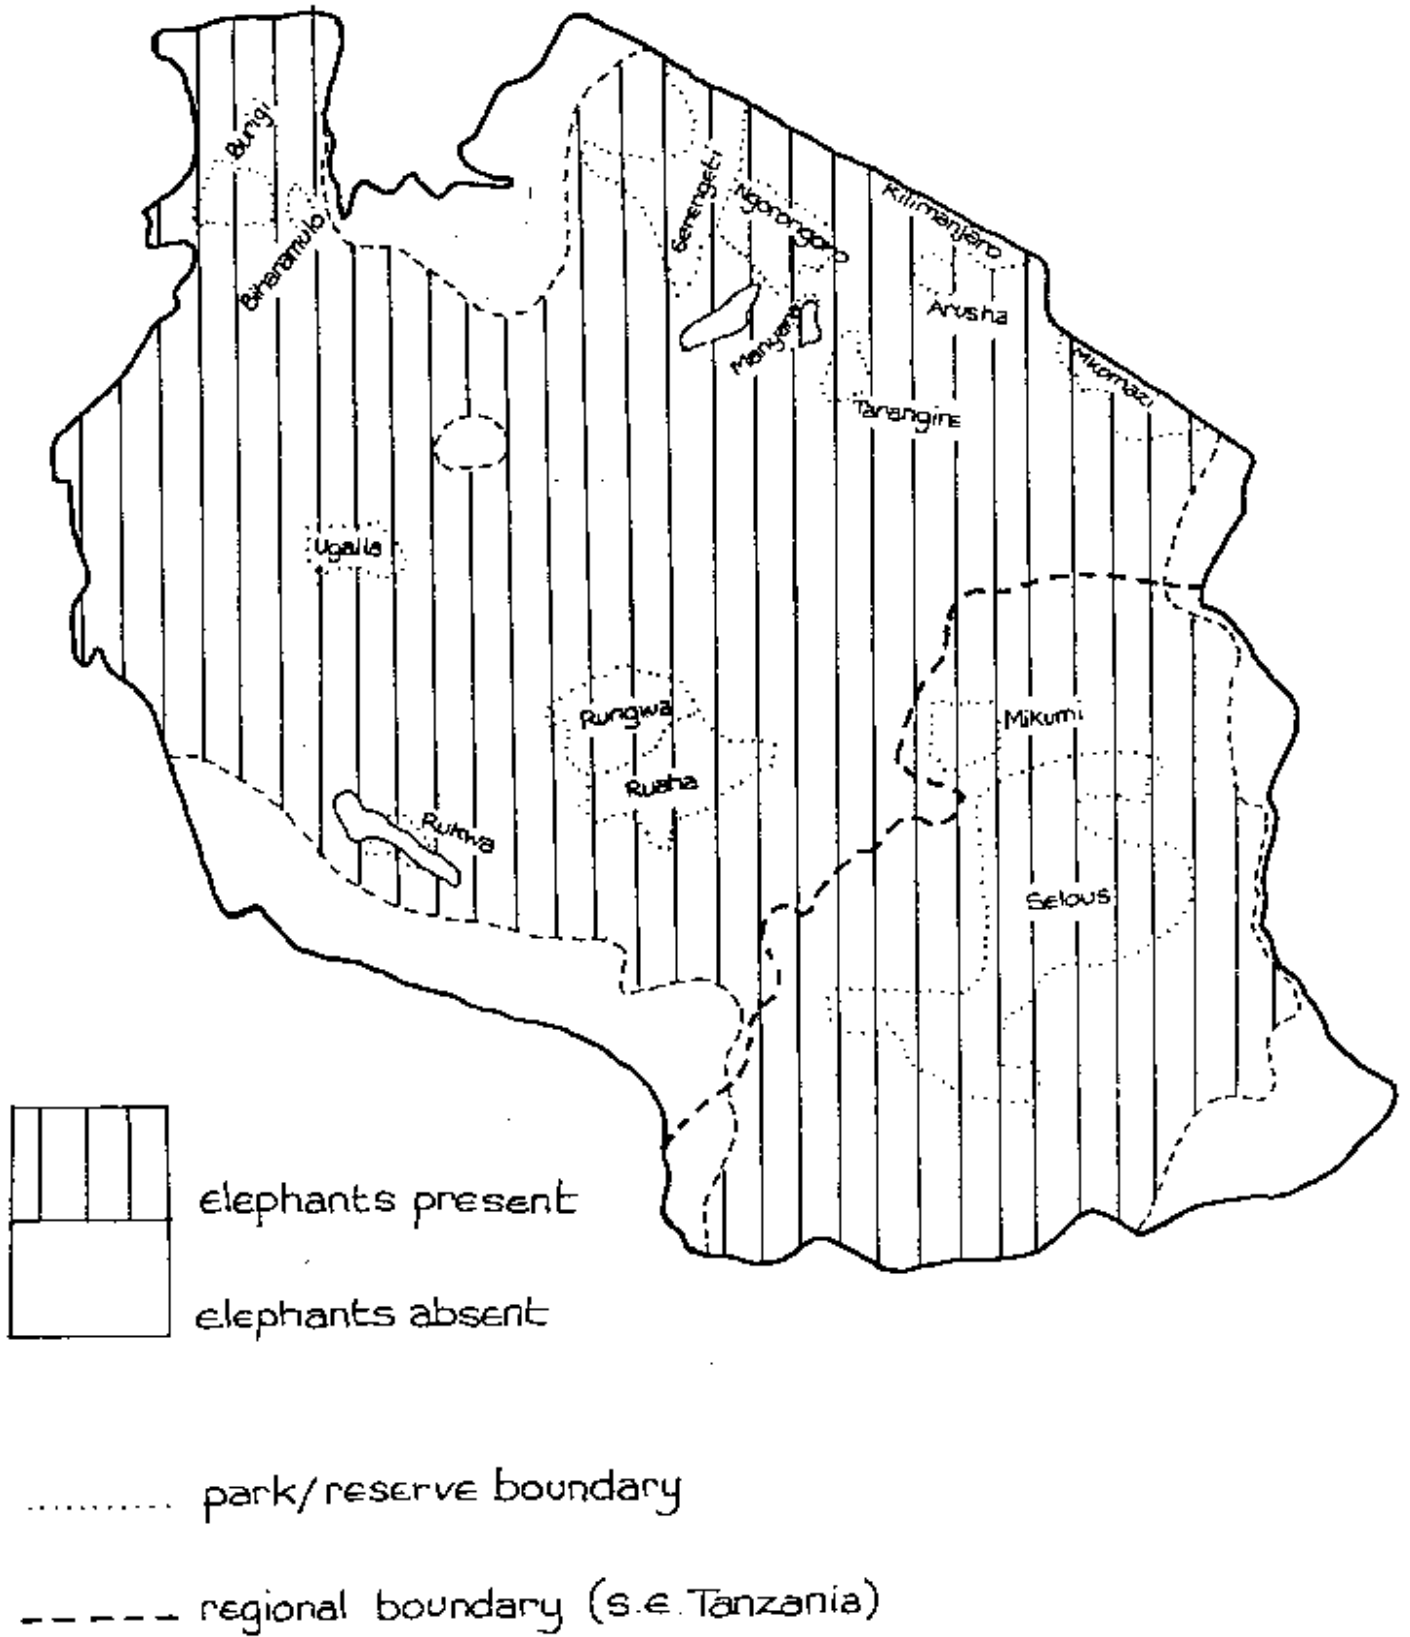 Burigi
Biharamulo
Serengeti
Ngorongoro
Kilimanjaro
Arusha
Manyara
Mkomazi
Tarangire
Ugalla
Rungwa
Ruaha
Mikumi
Rukwa
Selous
elephants present
elephants absent
park/reserve boundary
regional boundary (s.e. Tanzania)